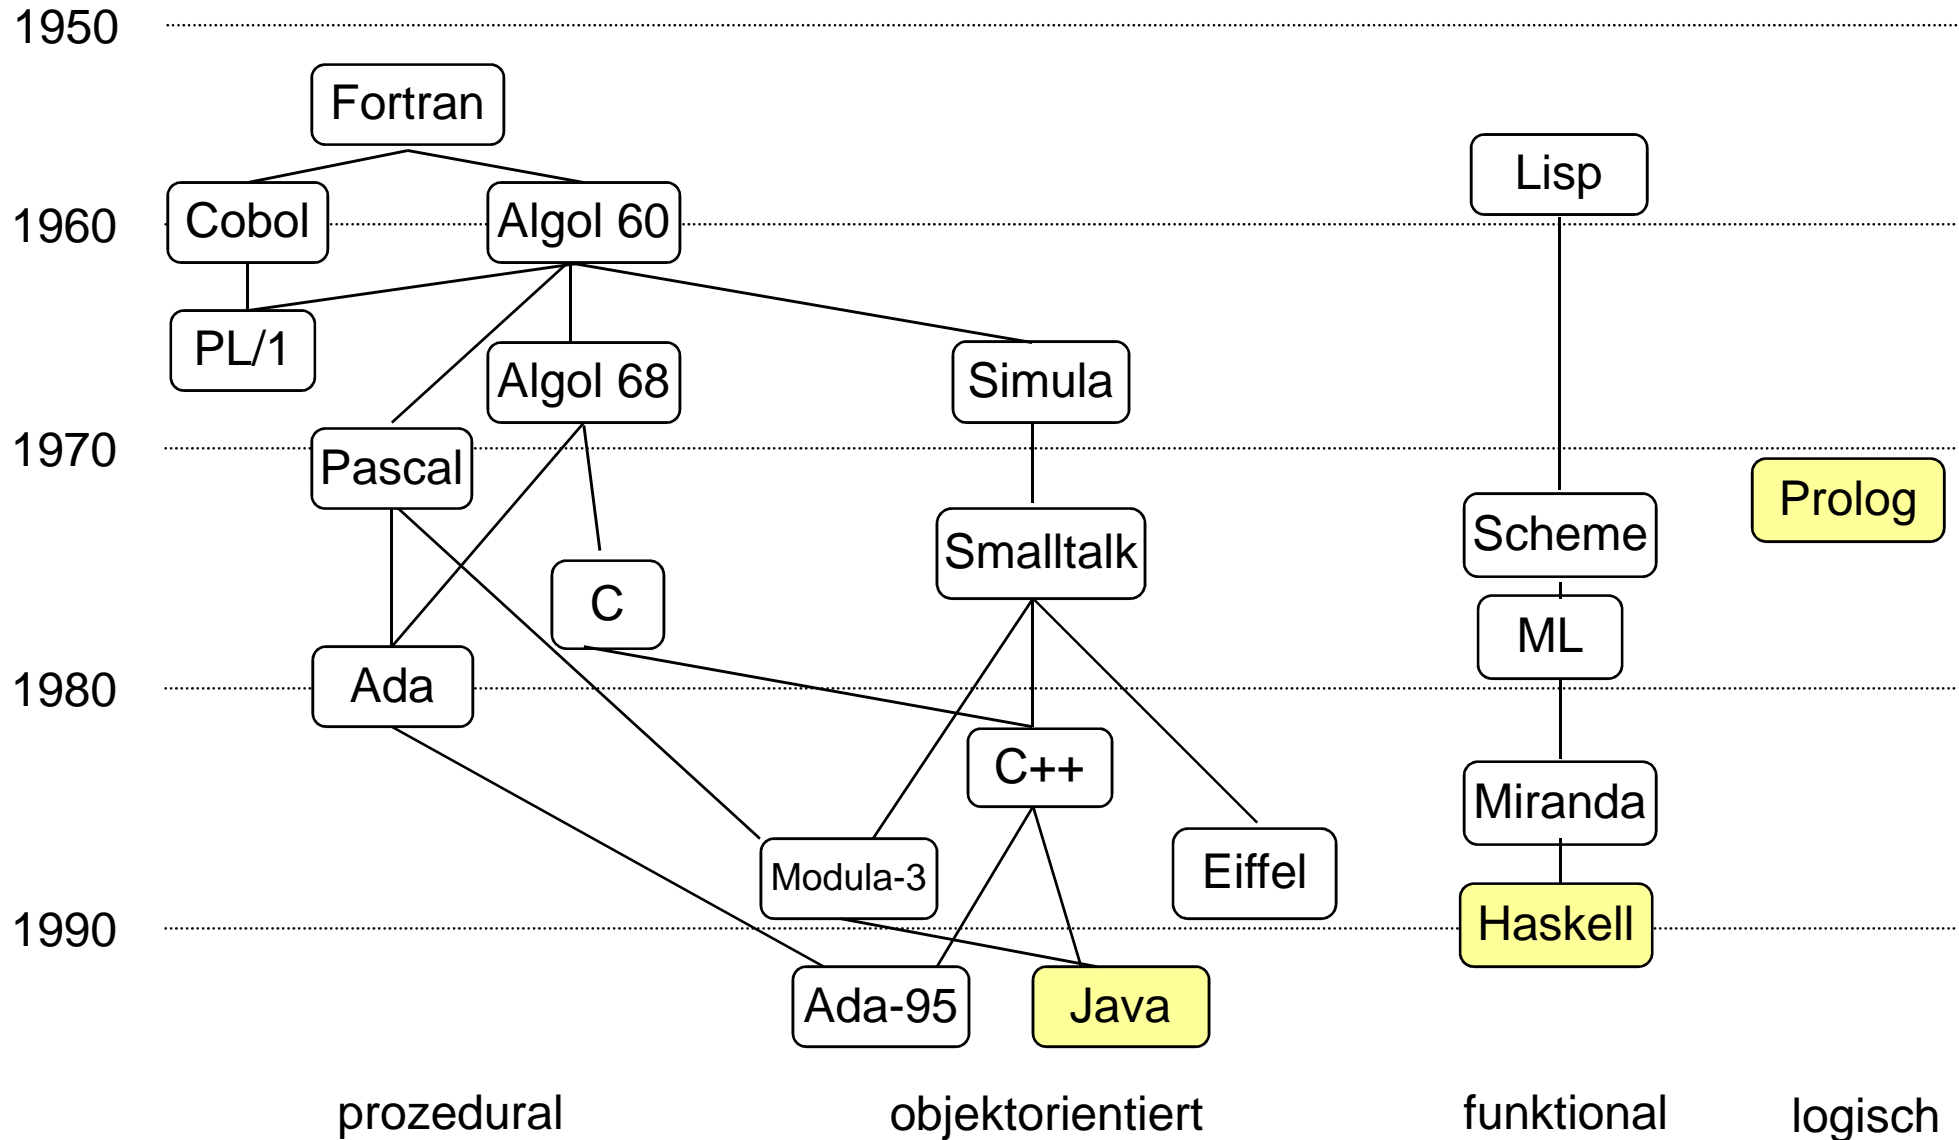 1950
Fortran
Lisp
1960
Cobol
Algol 60
PL/1
Algol 68
Simula
1970
Pascal
Prolog
Smalltalk
Scheme
C
ML
1980
Ada
C++
Miranda
Modula-3
Eiffel
1990
Haskell
Ada-95
Java
prozedural
objektorientiert
funktional
logisch